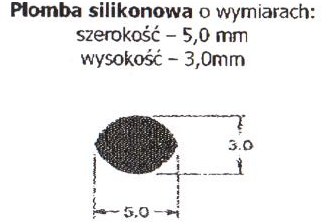 Plomba silikonowa o wymiarach:
szerokość – 5,0 mm
wysokość – 3,0mm
3.0
5.0